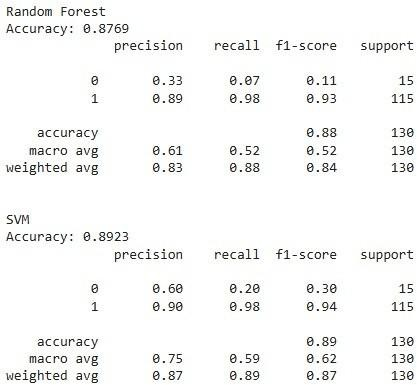 Random Forest
Accuracy: 0.8769
precision recall f1-score support
0 0.33 0.07 0.11 15
1 0.89 0.98 0.93 115
accuracy 0.88 130
macro avg 0.61 0.52 0.52 130
weighted avg 0.83 0.88 0.84 130
SVM
Accuracy: 0.8923
precision recall f1-score support
0 0.60 0.20 0.30 15
1 0.90 0.98 0.94 115
accuracy 0.89 130
macro avg 0.75 0.59 0.62 130
weighted avg 0.87 0.89 0.87 130